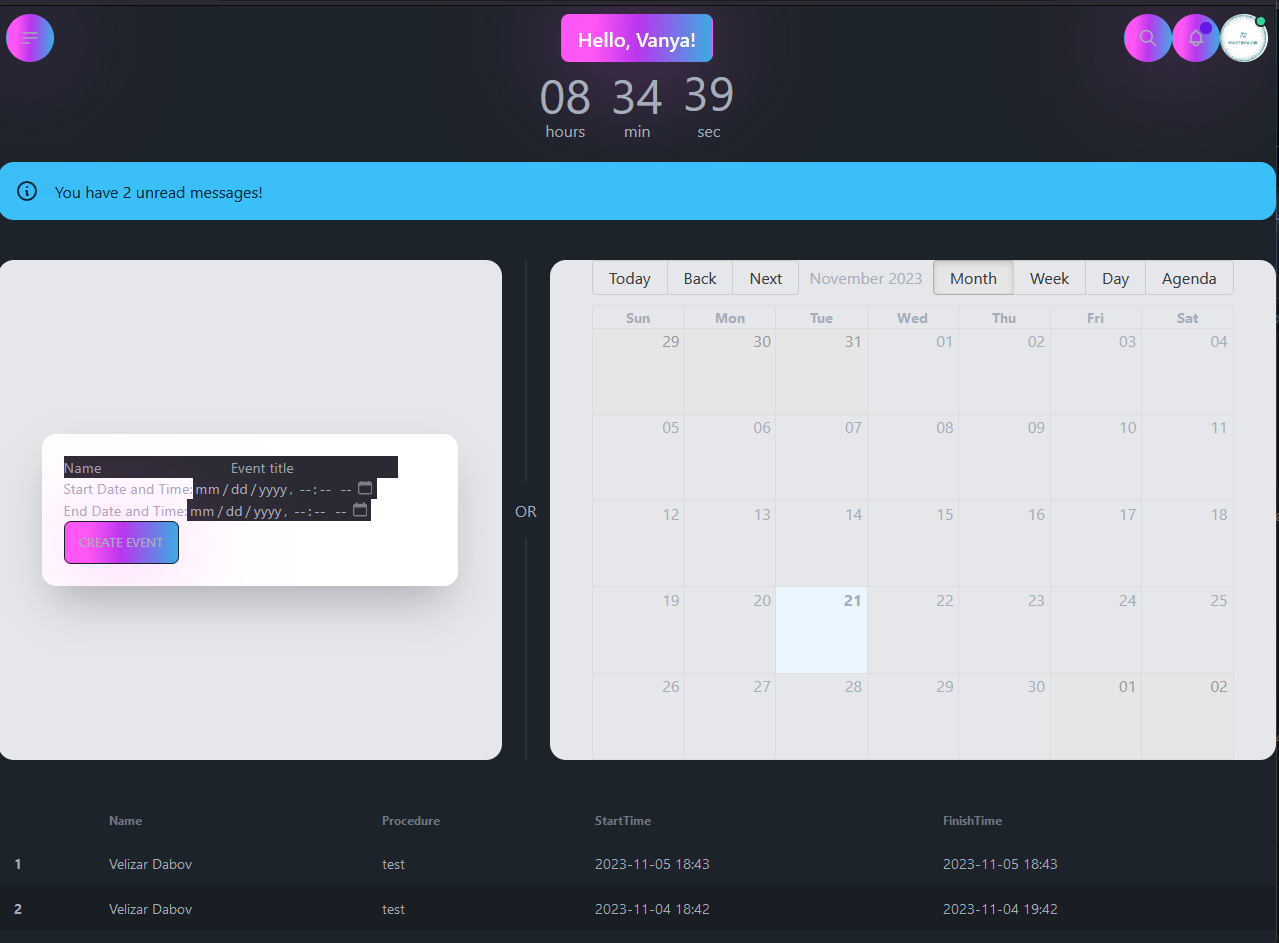 Hello, Vanya!
08 34 39
hours min sec
You have 2 unread messages!
Name Event title
Start Date and Time: mm/dd/yyyy, --:-- --
End Date and Time: mm/dd/yyyy, --:-- --
CREATE EVENT
OR
Today Back Next November 2023 Month Week Day Agenda
Sun Mon Tue Wed Thu Fri Sat
29 30 31 01 02 03 04
05 06 07 08 09 10 11
12 13 14 15 16 17 18
19 20 21 22 23 24 25
26 27 28 29 30 01 02
Name Procedure StartTime FinishTime
1 Velizar Dabov test 2023-11-05 18:43 2023-11-05 18:43
2 Velizar Dabov test 2023-11-04 18:42 2023-11-04 19:42